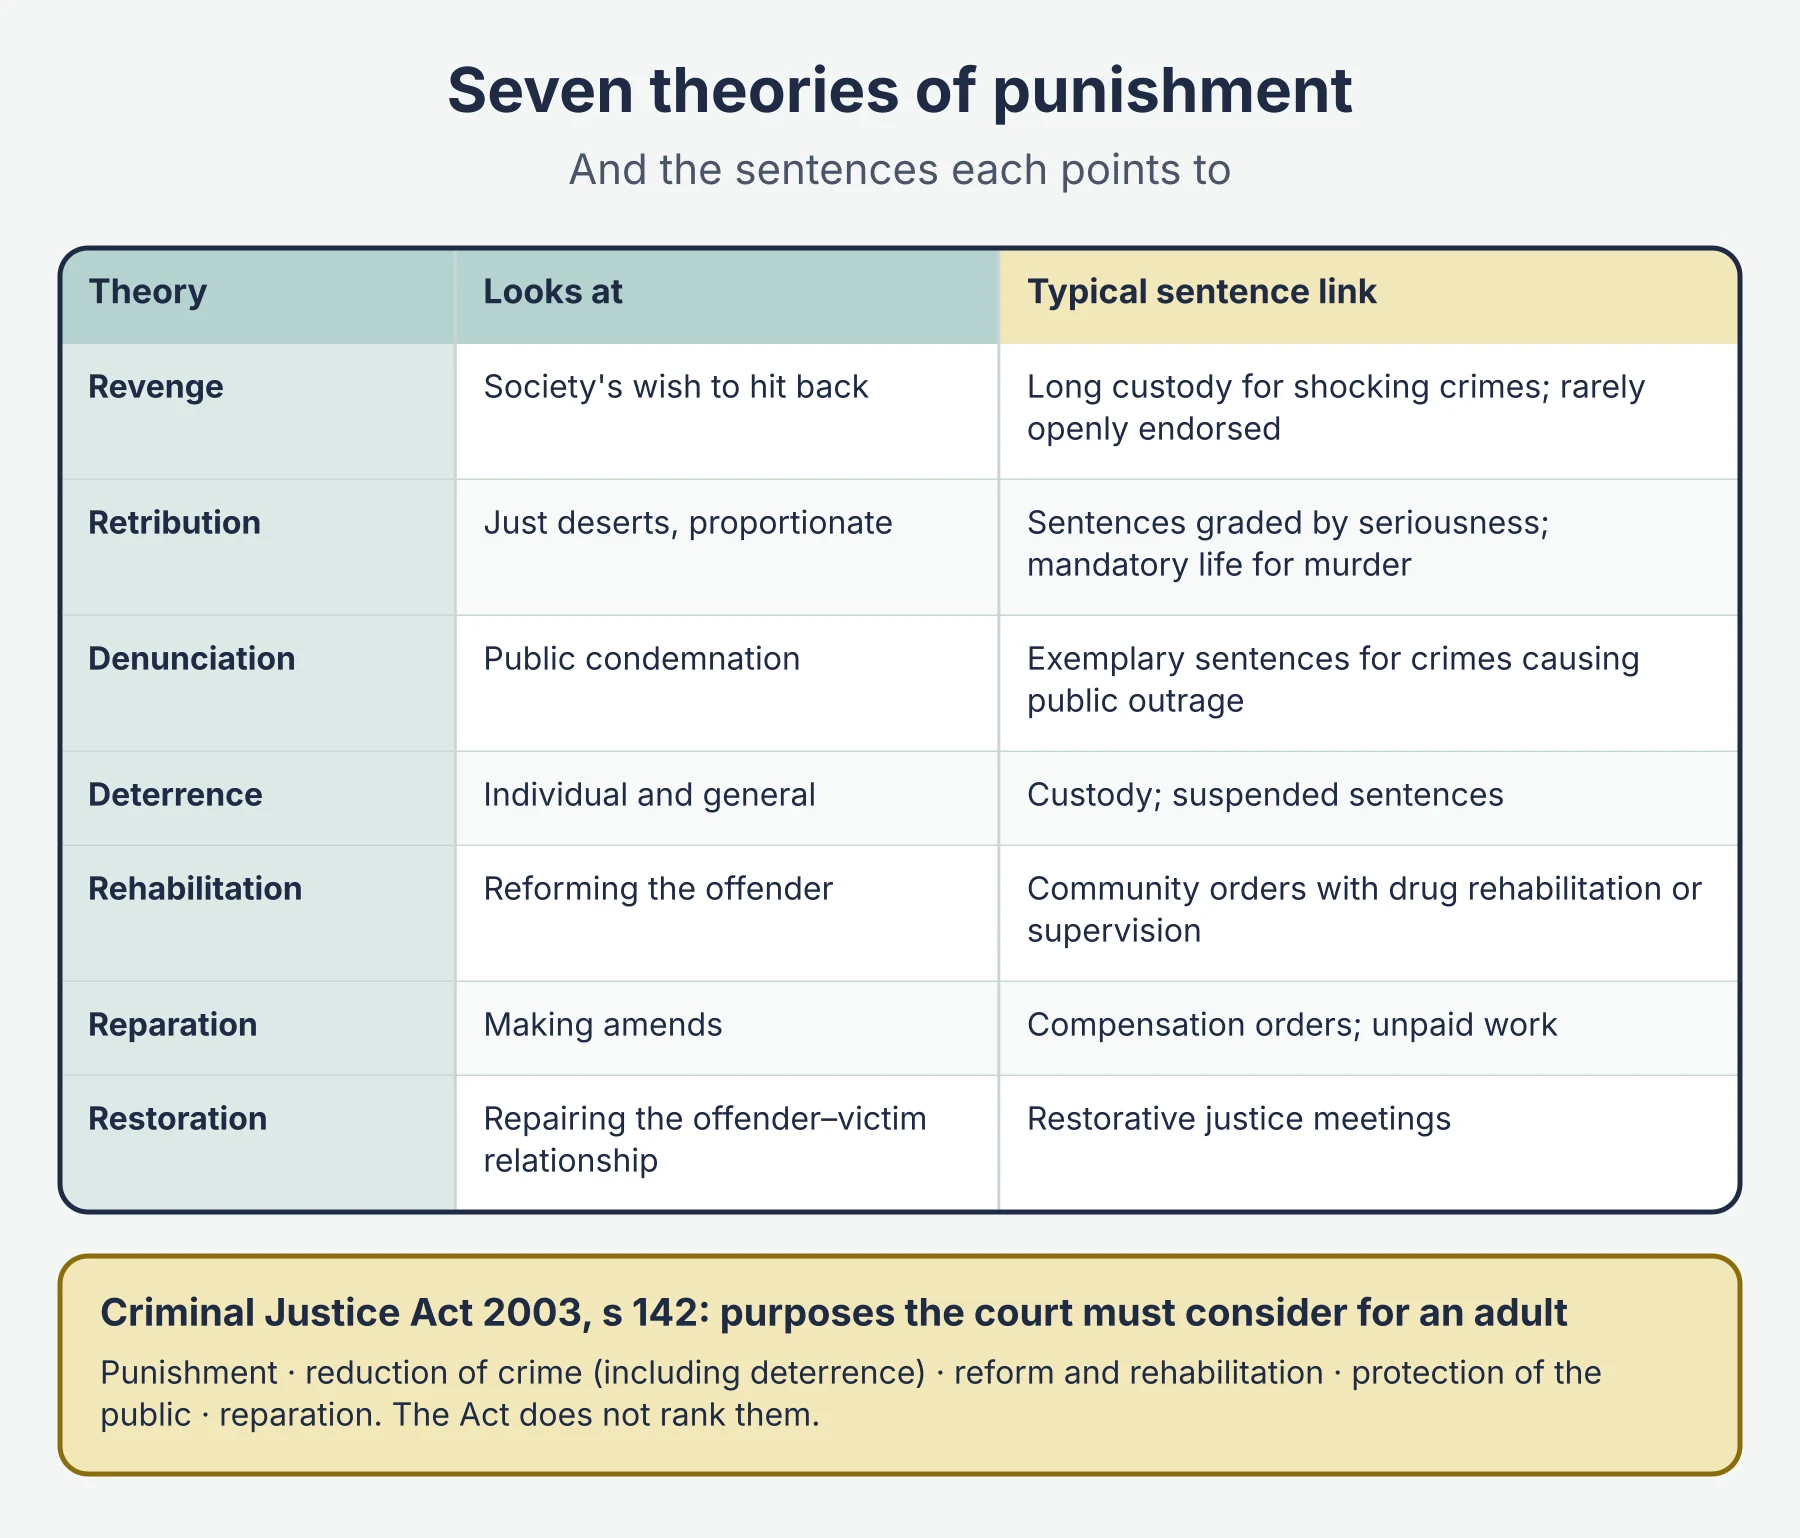 Seven theories of punishment
And the sentences each points to
Theory
Looks at
Typical sentence link
Revenge
Society's wish to hit back
Long custody for shocking crimes; rarely
openly endorsed
Retribution
Just deserts, proportionate
Sentences graded by seriousness;
mandatory life for murder
Denunciation
Public condemnation
Exemplary sentences for crimes causing
public outrage
Deterrence
Individual and general
Custody; suspended sentences
Rehabilitation
Reforming the offender
Community orders with drug rehabilitation or
supervision
Reparation
Making amends
Compensation orders; unpaid work
Restoration
Repairing the offender–victim
relationship
Restorative justice meetings
Criminal Justice Act 2003, s 142: purposes the court must consider for an adult
Punishment · reduction of crime (including deterrence) · reform and rehabilitation · protection of the
public · reparation. The Act does not rank them.